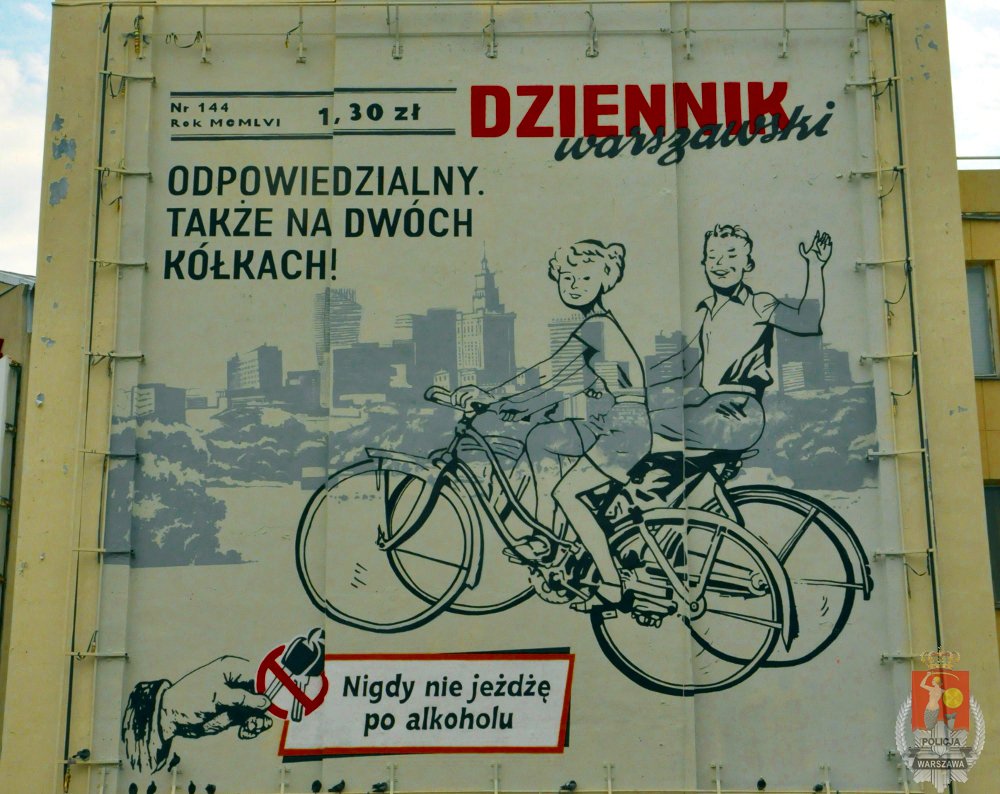 Nr 144
Rok MCMLVI
1,30 zł
DZIENNIK
warszawski
ODPOWIEDZIALNY.
TAKŻE NA DWÓCH
KÓŁKACH!
Nigdy nie jeżdżę
po alkoholu
POLICJA
WARSZAWA